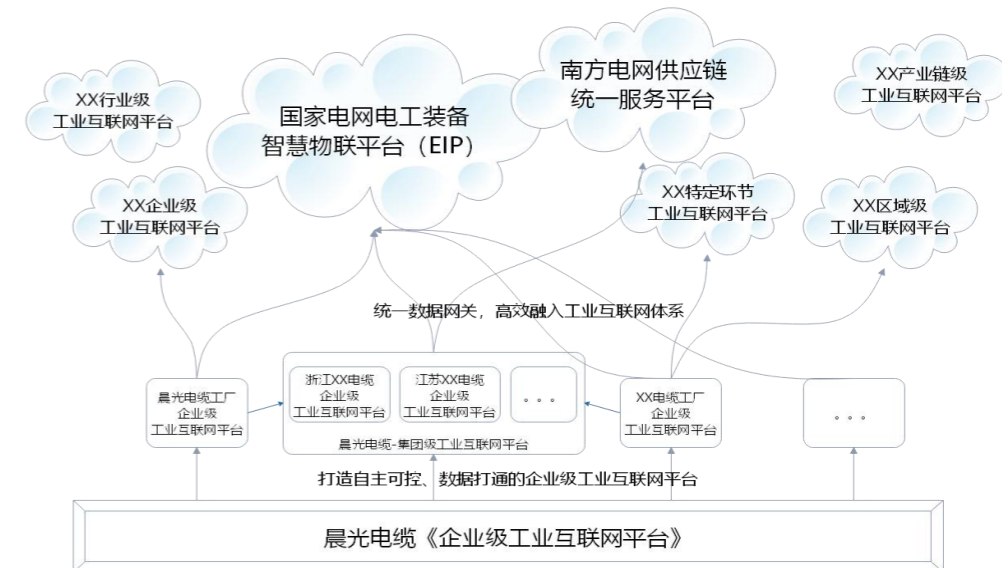 南方电网供应链
统一服务平台
XX产业链级
工业互联网平台
XX行业级
工业互联网平台
国家电网电工装备
智慧物联平台（EIP）
XX企业级
工业互联网平台
XX特定环节
工业互联网平台
XX区域级
工业互联网平台
统一数据网关，高效融入工业互联网体系
晨光电缆工厂
企业级
工业互联网平台
浙江XX电缆
企业级
工业互联网平台
江苏XX电缆
企业级
工业互联网平台
。。。
晨光电缆-集团级工业互联网平台
XX电缆工厂
企业级
工业互联网平台
。。。
打造自主可控、数据打通的企业级工业互联网平台
晨光电缆《企业级工业互联网平台》